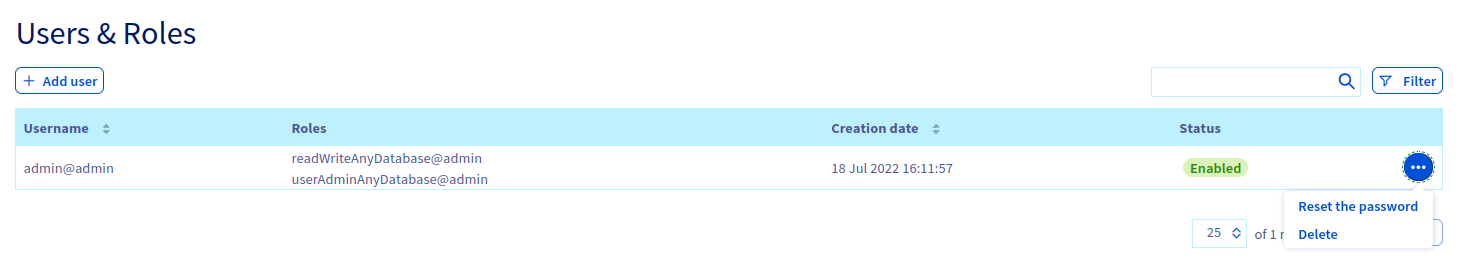 Users & Roles
+ Add user
Filter
Username Roles Creation date Status
admin@admin readWriteAnyDatabase@admin userAdminAnyDatabase@admin 18 Jul 2022 16:11:57 Enabled
Reset the password
Delete
25 of 1